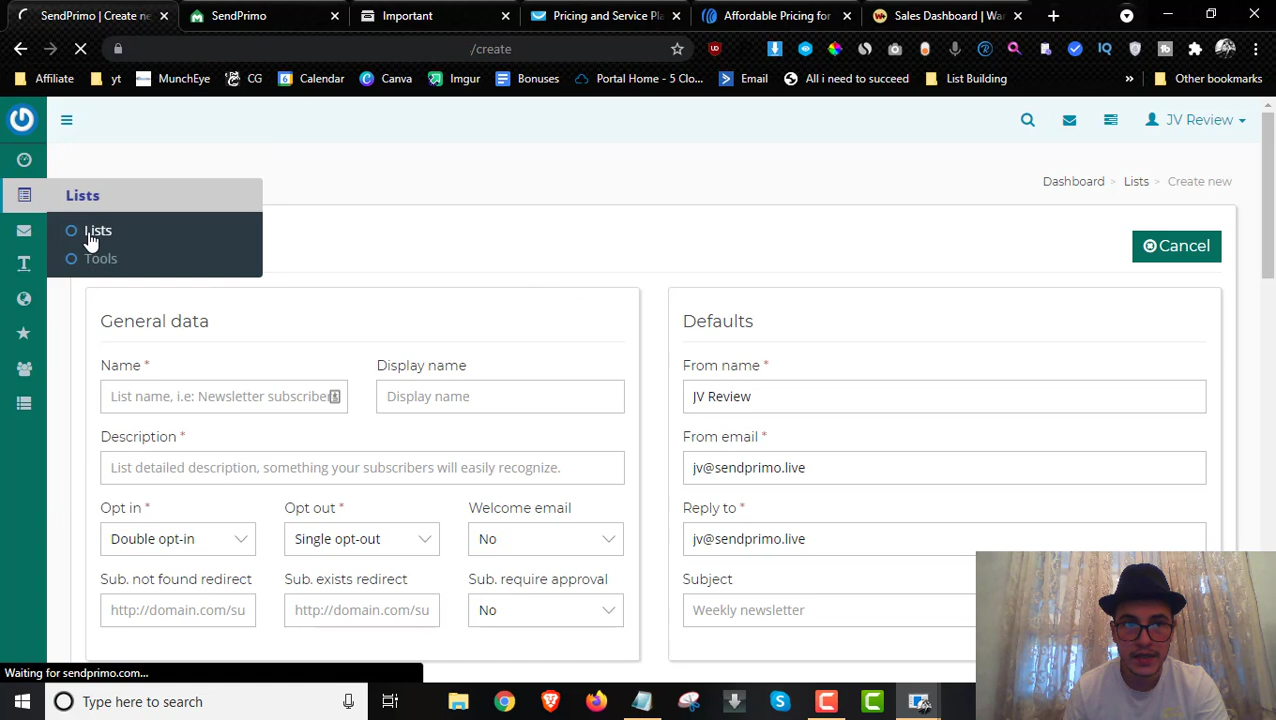 SendPrimo | Create ne
SendPrimo
Important
Pricing and Service Pla
Affordable Pricing for
Sales Dashboard | War
/create
Affiliate
yt
MunchEye
CG
Calendar
Canva
Imgur
Bonuses
Portal Home - 5 Clo...
Email
All i need to succeed
List Building
Other bookmarks
JV Review
Lists
Dashboard > Lists > Create new
Lists
Tools
Cancel
General data
Defaults
Name *
Display name
From name *
List name, i.e: Newsletter subscriber
Display name
JV Review
Description *
From email *
List detailed description, something your subscribers will easily recognize.
jv@sendprimo.live
Opt in *
Opt out *
Welcome email
Reply to *
Double opt-in
Single opt-out
No
jv@sendprimo.live
Sub. not found redirect
Sub. exists redirect
Sub. require approval
Subject
http://domain.com/su
http://domain.com/su
No
Weekly newsletter
Waiting for sendprimo.com...
Type here to search